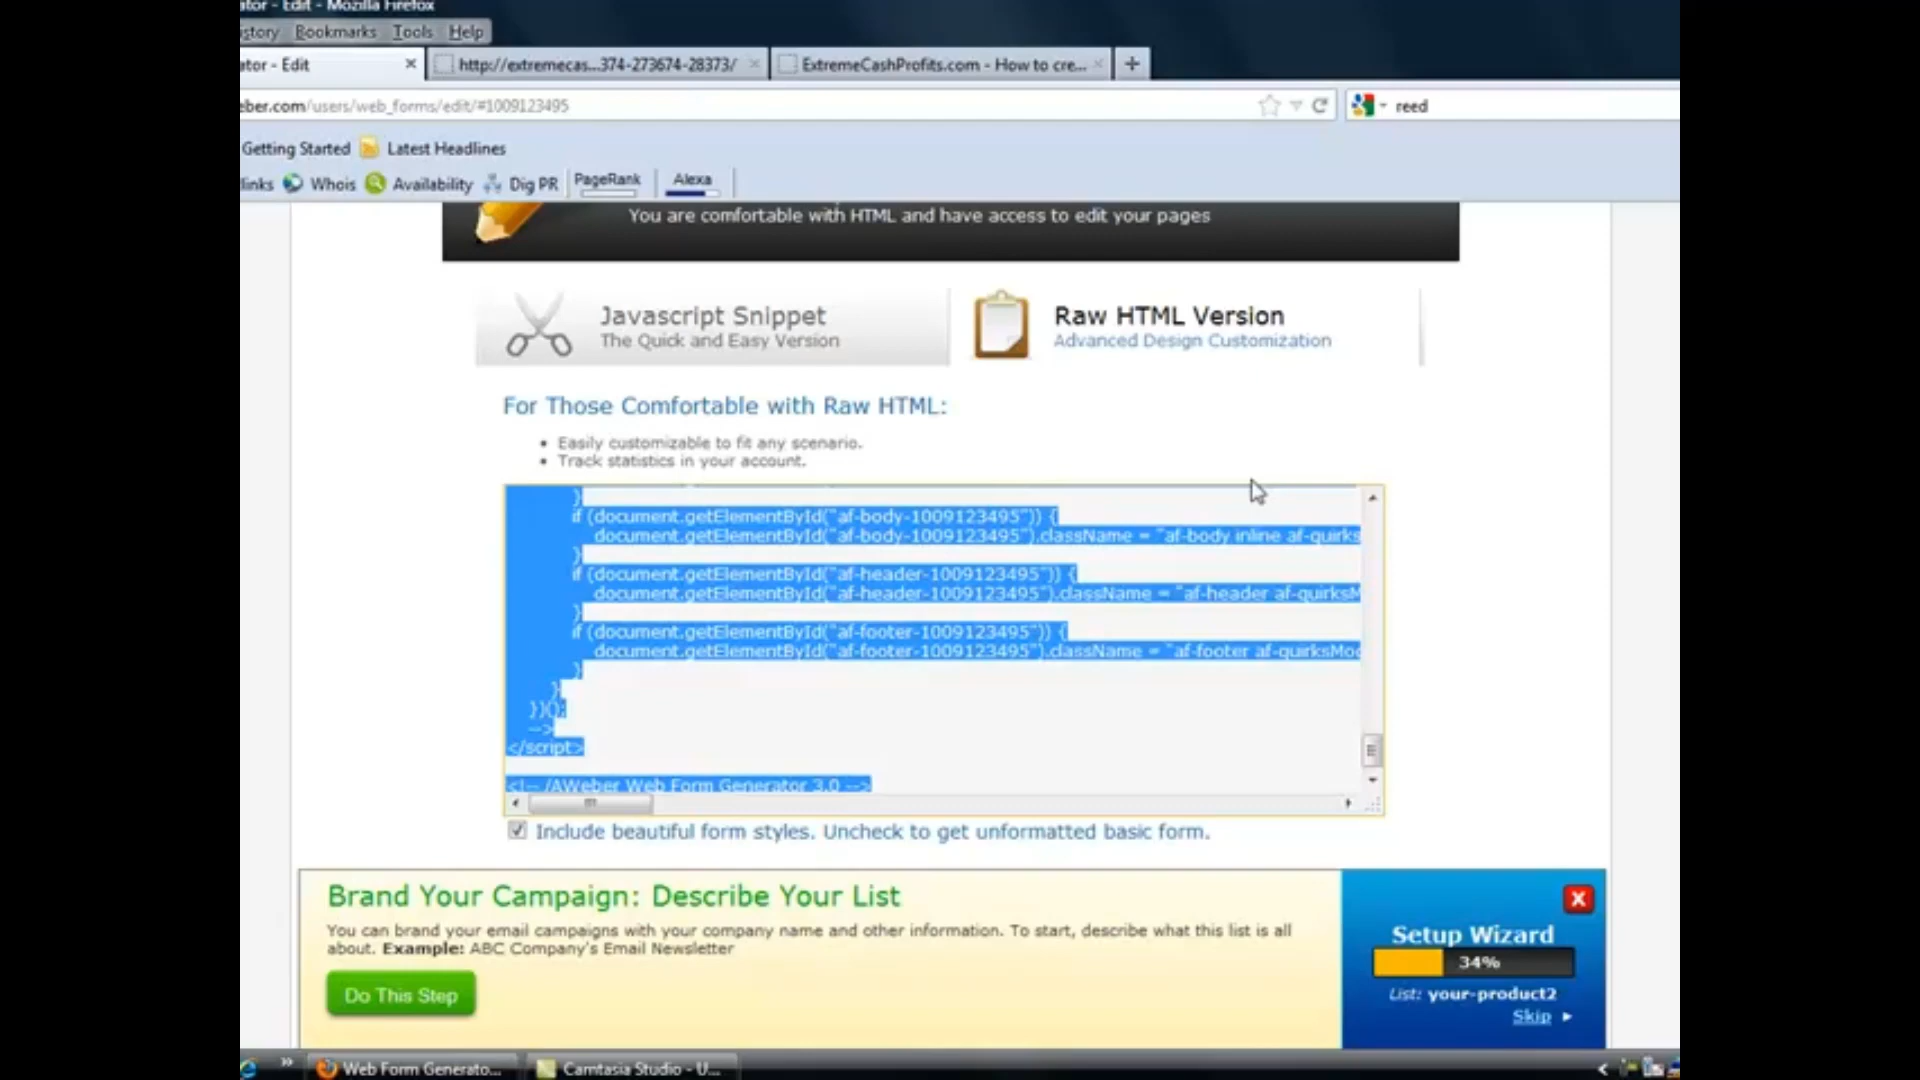 ator - Edit - Mozilla Firefox
istory Bookmarks Tools Help
ator - Edit
http://extremecas...374-273674-28373/
ExtremeCashProfits.com - How to cre...
eber.com/users/web_forms/edit/#1009123495
reed
Getting Started Latest Headlines
links Whois Availability Dig PR PageRank Alexa
You are comfortable with HTML and have access to edit your pages
Javascript Snippet
The Quick and Easy Version
Raw HTML Version
Advanced Design Customization
For Those Comfortable with Raw HTML:
• Easily customizable to fit any scenario.
• Track statistics in your account.
}
if (document.getElementById("af-body-1009123495")) {
document.getElementById("af-body-1009123495").className = "af-body inline af-quirks
}
if (document.getElementById("af-header-1009123495")) {
document.getElementById("af-header-1009123495").className = "af-header af-quirksM
}
if (document.getElementById("af-footer-1009123495")) {
document.getElementById("af-footer-1009123495").className = "af-footer af-quirksMod
}
}
})();
-->
</script>
<!-- /AWeber Web Form Generator 3.0 -->
Include beautiful form styles. Uncheck to get unformatted basic form.
Brand Your Campaign: Describe Your List
You can brand your email campaigns with your company name and other information. To start, describe what this list is all
about. Example: ABC Company's Email Newsletter
Do This Step
Setup Wizard
34%
List: your-product2
Skip
Web Form Generato...
Camtasia Studio - U...